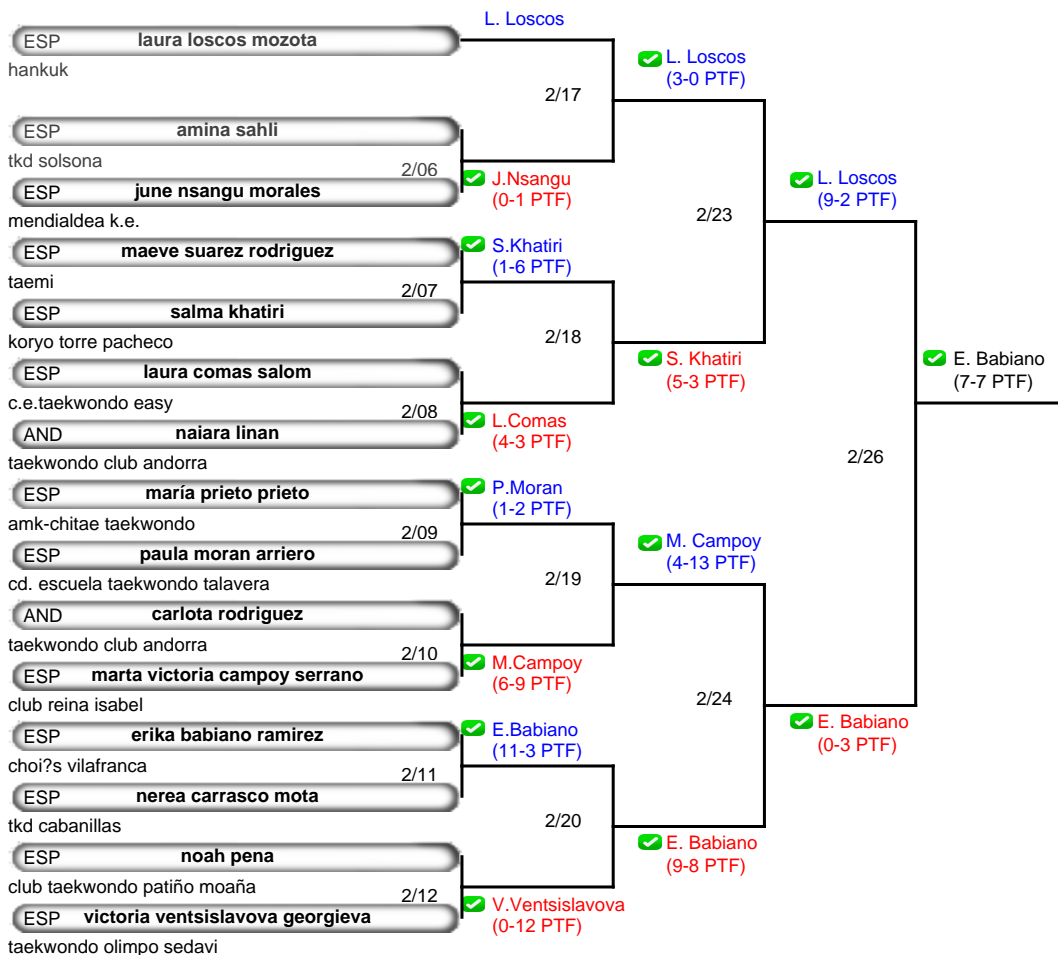 L. Loscos
ESP laura loscos mozota
hankuk
L. Loscos
(3-0 PTF)
2/17
ESP amina sahli
tkd solsona
2/06
ESP june nsangu morales
mendialdea k.e.
J.Nsangu
(0-1 PTF)
L. Loscos
(9-2 PTF)
2/23
ESP maeve suarez rodriguez
taemi
S.Khatiri
(1-6 PTF)
2/07
ESP salma khatiri
koryo torre pacheco
2/18
S. Khatiri
(5-3 PTF)
ESP laura comas salom
c.e.taekwondo easy
2/08
AND naiara linan
taekwondo club andorra
L.Comas
(4-3 PTF)
E. Babiano
(7-7 PTF)
2/26
ESP maría prieto prieto
amk-chitae taekwondo
P.Moran
(1-2 PTF)
2/09
ESP paula moran arriero
cd. escuela taekwondo talavera
M. Campoy
(4-13 PTF)
2/19
AND carlota rodriguez
taekwondo club andorra
2/10
ESP marta victoria campoy serrano
club reina isabel
M.Campoy
(6-9 PTF)
2/24
E. Babiano
(0-3 PTF)
ESP erika babiano ramirez
choi?s vilafranca
E.Babiano
(11-3 PTF)
2/11
ESP nerea carrasco mota
tkd cabanillas
2/20
E. Babiano
(9-8 PTF)
ESP noah pena
club taekwondo patiño moaña
2/12
ESP victoria ventsislavova georgieva
taekwondo olimpo sedavi
V.Ventsislavova
(0-12 PTF)